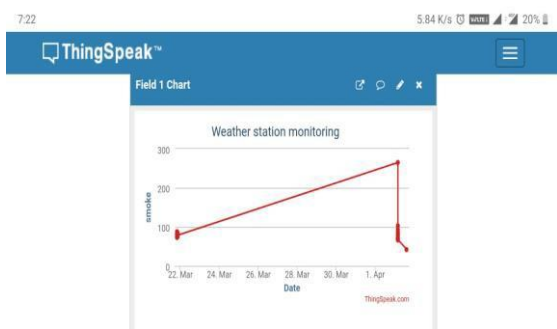 7:22 5.84 K/s VoLTE 20%
ThingSpeak™
Field 1 Chart
Weather station monitoring
300
200
100
0
smoke
22. Mar 24. Mar 26. Mar 28. Mar 30. Mar 1. Apr
Date
ThingSpeak.com